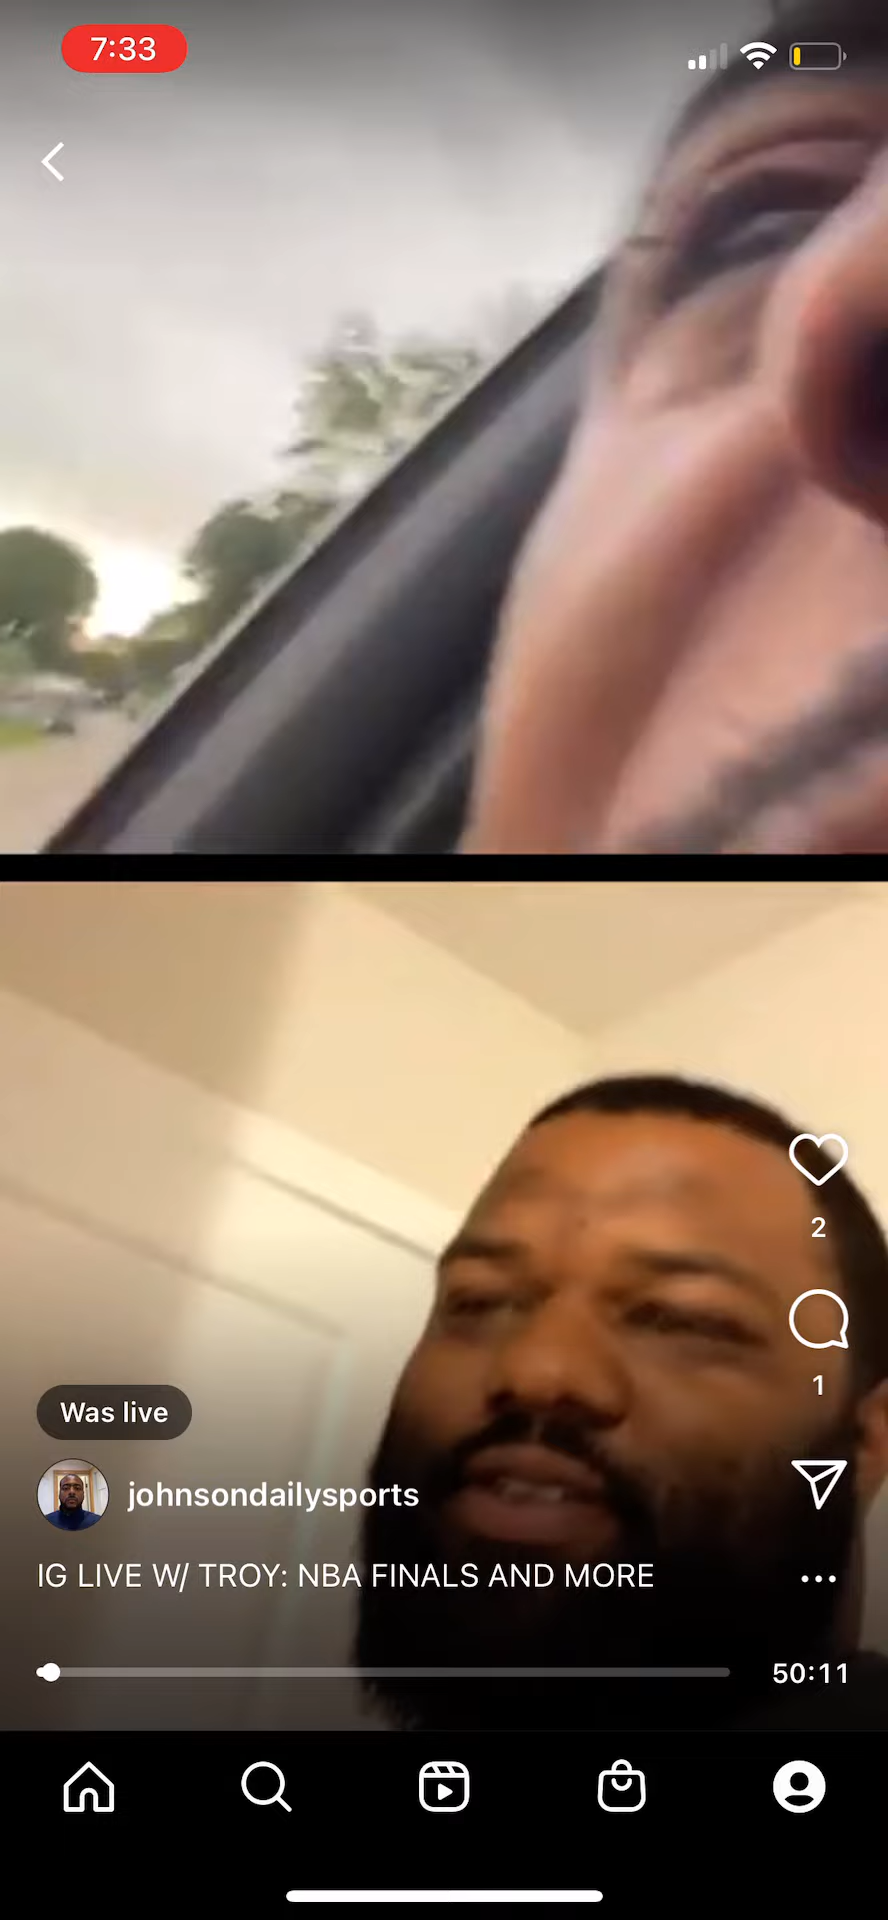 7:33
2
1
Was live
johnsondailysports
IG LIVE W/ TROY: NBA FINALS AND MORE
50:11